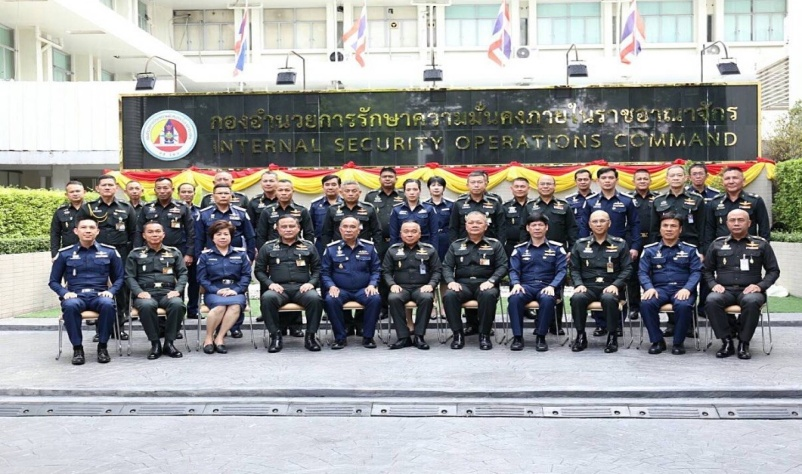 กองอำนวยการรักษาความมั่นคงภายในราชอาณาจักร
INTERNAL SECURITY OPERATIONS COMMAND